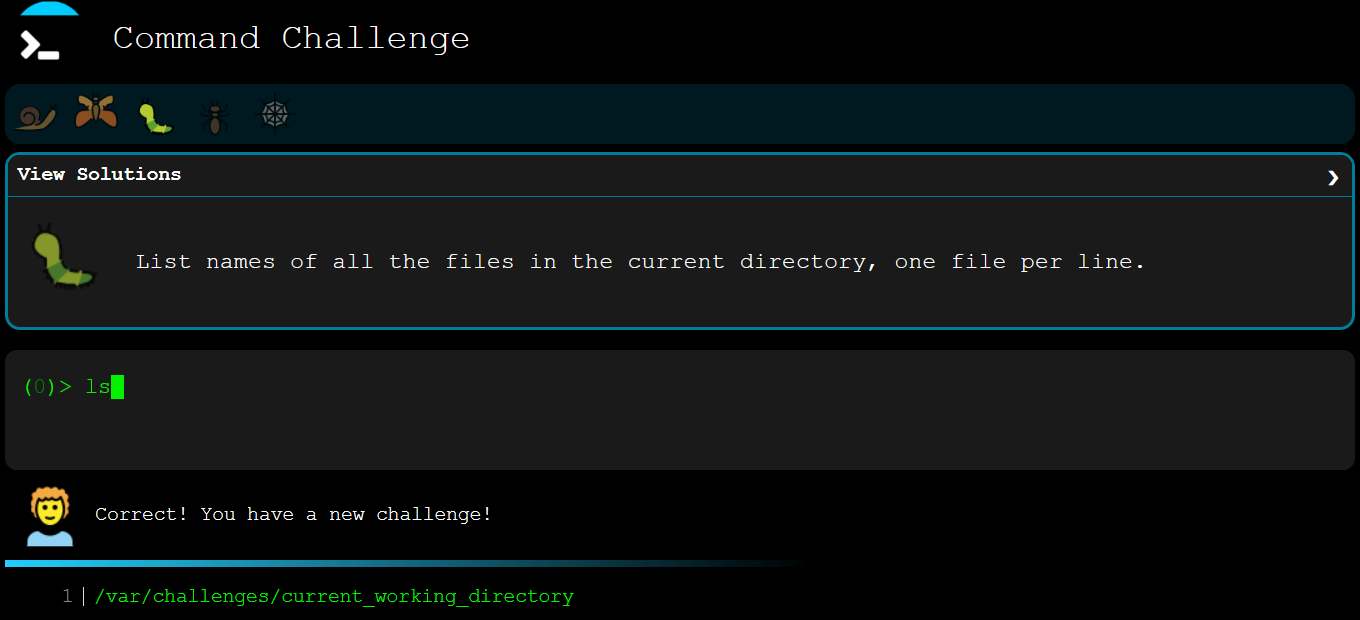 Command Challenge
View Solutions
List names of all the files in the current directory, one file per line.
(0)> ls
Correct! You have a new challenge!
1 | /var/challenges/current_working_directory